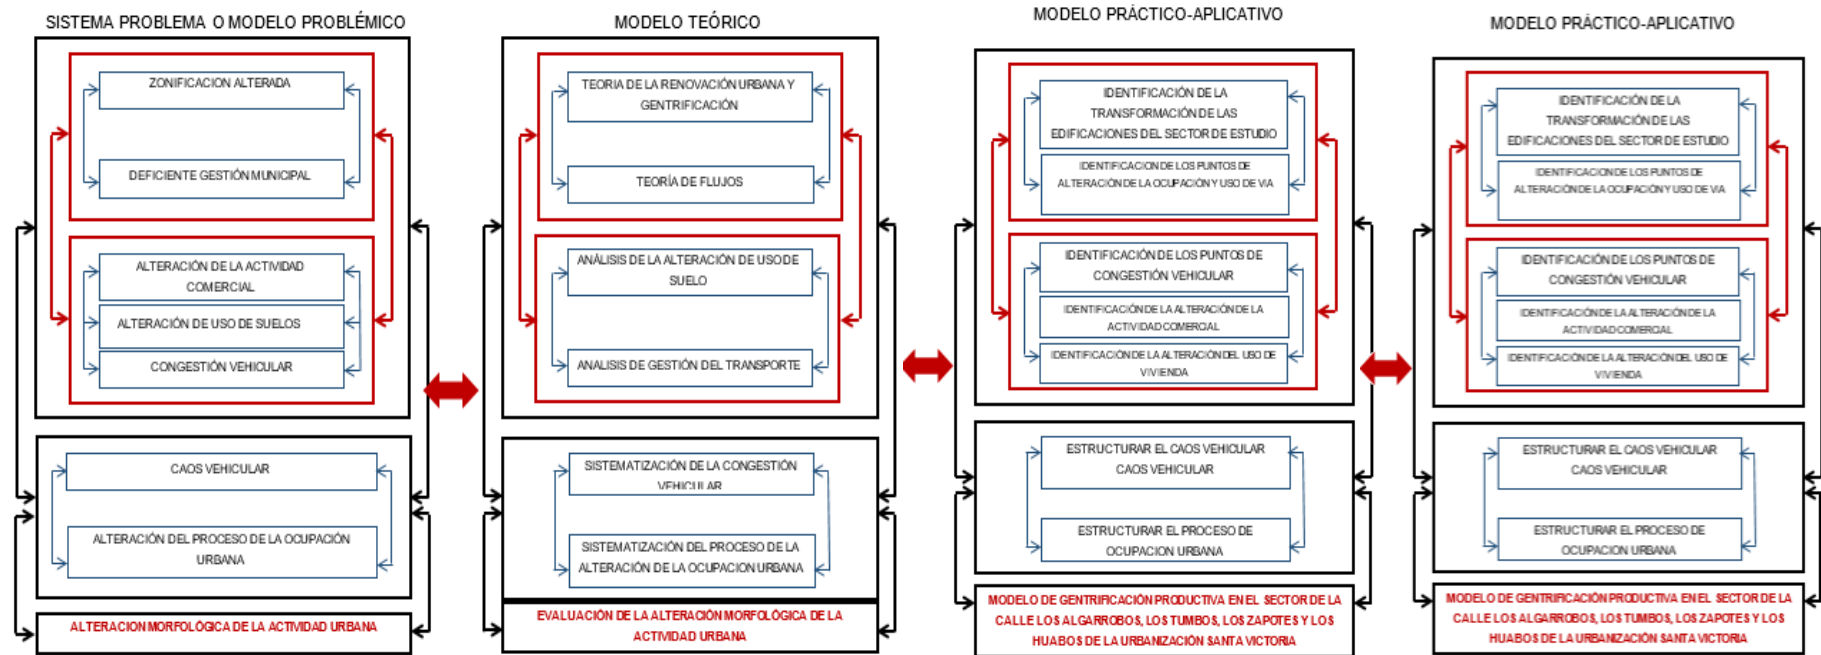 SISTEMA PROBLEMA O MODELO PROBLÉMICO
ZONIFICACION ALTERADA
DEFICIENTE GESTIÓN MUNICIPAL
ALTERACIÓN DE LA ACTIVIDAD
COMERCIAL
ALTERACIÓN DE USO DE SUELOS
CONGESTIÓN VEHICULAR
CAOS VEHICULAR
ALTERACIÓN DEL PROCESO DE LA OCUPACIÓN
URBANA
ALTERACION MORFOLÓGICA DE LA ACTIVIDAD URBANA
MODELO TEÓRICO
TEORIA DE LA RENOVACIÓN URBANA Y
GENTRIFICACIÓN
TEORÍA DE FLUJOS
ANÁLISIS DE LA ALTERACIÓN DE USO DE
SUELO
ANALISIS DE GESTIÓN DEL TRANSPORTE
SISTEMATIZACIÓN DE LA CONGESTIÓN
VEHICULAR
SISTEMATIZACIÓN DEL PROCESO DE LA
ALTERACIÓN DE LA OCUPACION URBANA
EVALUACIÓN DE LA ALTERACIÓN MORFOLÓGICA DE LA
ACTIVIDAD URBANA
MODELO PRÁCTICO-APLICATIVO
IDENTIFICACIÓN DE LA
TRANSFORMACIÓN DE LAS
EDIFICACIONES DEL SECTOR DE ESTUDIO
IDENTIFICACION DE LOS PUNTOS DE
ALTERACIÓN DE LA OCUPACIÓN Y USO DE VIA
IDENTIFICACIÓN DE LOS PUNTOS DE
CONGESTIÓN VEHICULAR
IDENTIFICACIÓN DE LA ALTERACIÓN DE LA
ACTIVIDAD COMERCIAL
IDENTIFICACIÓN DE LA ALTERACIÓN DEL USO DE
VIVIENDA
ESTRUCTURAR EL CAOS VEHICULAR
CAOS VEHICULAR
ESTRUCTURAR EL PROCESO DE
OCUPACION URBANA
MODELO DE GENTRIFICACIÓN PRODUCTIVA EN EL SECTOR DE LA
CALLE LOS ALGARROBOS, LOS TUMBOS, LOS ZAPOTES Y LOS
HUABOS DE LA URBANIZACIÓN SANTA VICTORIA
MODELO PRÁCTICO-APLICATIVO
IDENTIFICACIÓN DE LA
TRANSFORMACIÓN DE LAS
EDIFICACIONES DEL SECTOR DE ESTUDIO
IDENTIFICACION DE LOS PUNTOS DE
ALTERACIÓN DE LA OCUPACIÓN Y USO DE VIA
IDENTIFICACIÓN DE LOS PUNTOS DE
CONGESTIÓN VEHICULAR
IDENTIFICACIÓN DE LA ALTERACIÓN DE LA
ACTIVIDAD COMERCIAL
IDENTIFICACIÓN DE LA ALTERACIÓN DEL USO DE
VIVIENDA
ESTRUCTURAR EL CAOS VEHICULAR
CAOS VEHICULAR
ESTRUCTURAR EL PROCESO DE
OCUPACION URBANA
MODELO DE GENTRIFICACIÓN PRODUCTIVA EN EL SECTOR DE LA
CALLE LOS ALGARROBOS, LOS TUMBOS, LOS ZAPOTES Y LOS
HUABOS DE LA URBANIZACIÓN SANTA VICTORIA